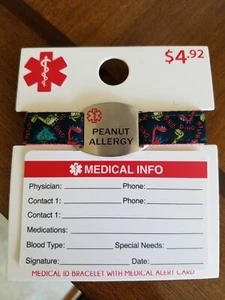 $4.92
PEANUT
ALLERGY
MEDICAL INFO
Physician: Phone:
Contact 1: Phone:
Contact 1:
Medications:
Blood Type: Special Needs:
Signature: Date:
MEDICAL ID BRACELET WITH MEDICAL ALERT CARD